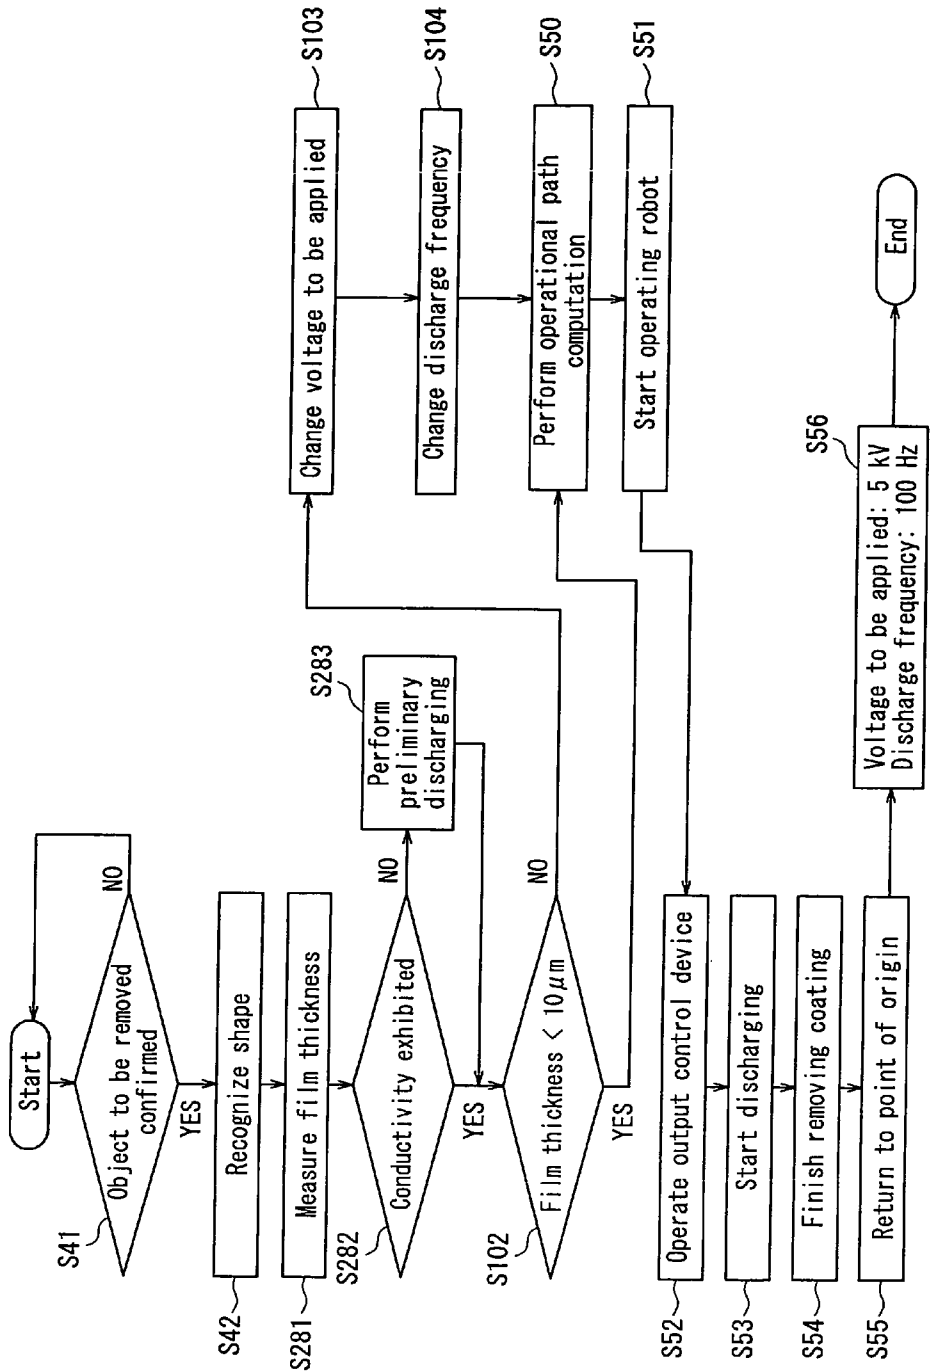 Start
S41
Object to be removed
confirmed
NO
YES
S42
Recognize shape
S281
Measure film thickness
S282
Conductivity exhibited
NO
YES
S283
Perform
preliminary
discharging
S102
Film thickness < 10μm
NO
YES
S103
Change voltage to be applied
S104
Change discharge frequency
S50
Perform operational path
computation
S51
Start operating robot
S52
Operate output control device
S53
Start discharging
S54
Finish removing coating
S55
Return to point of origin
S56
Voltage to be applied: 5 kV
Discharge frequency: 100 Hz
End